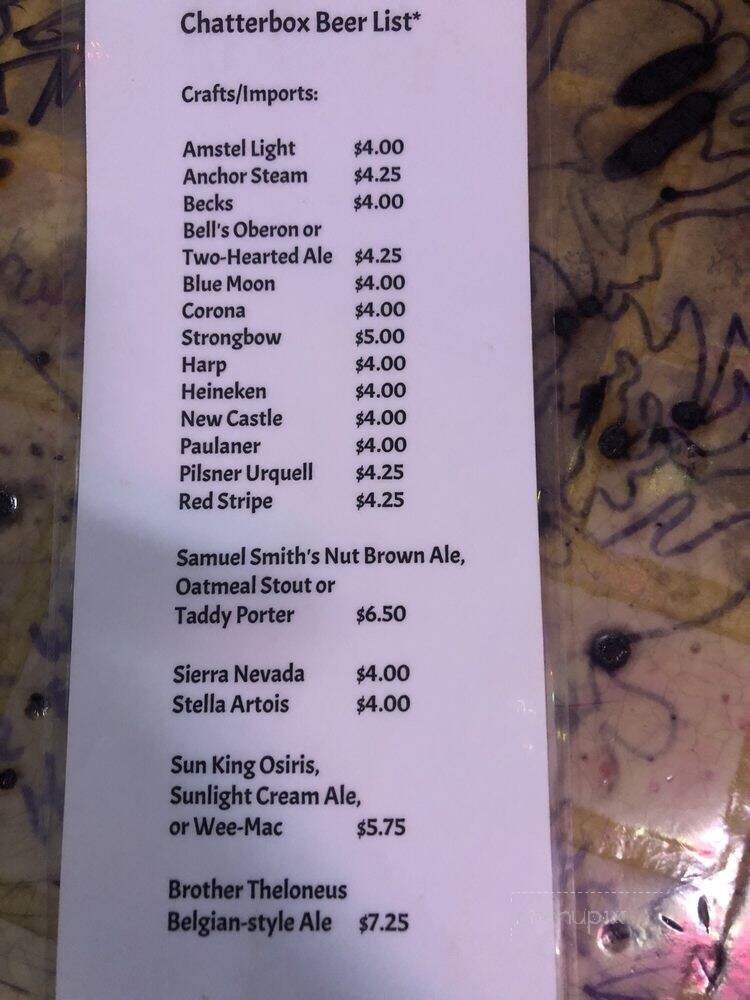 Chatterbox Beer List*
Crafts/Imports:
Amstel Light $4.00
Anchor Steam $4.25
Becks $4.00
Bell's Oberon or
Two-Hearted Ale $4.25
Blue Moon $4.00
Corona $4.00
Strongbow $5.00
Harp $4.00
Heineken $4.00
New Castle $4.00
Paulaner $4.00
Pilsner Urquell $4.25
Red Stripe $4.25
Samuel Smith's Nut Brown Ale,
Oatmeal Stout or
Taddy Porter $6.50
Sierra Nevada $4.00
Stella Artois $4.00
Sun King Osiris,
Sunlight Cream Ale,
or Wee-Mac $5.75
Brother Theloneus
Belgian-style Ale $7.25